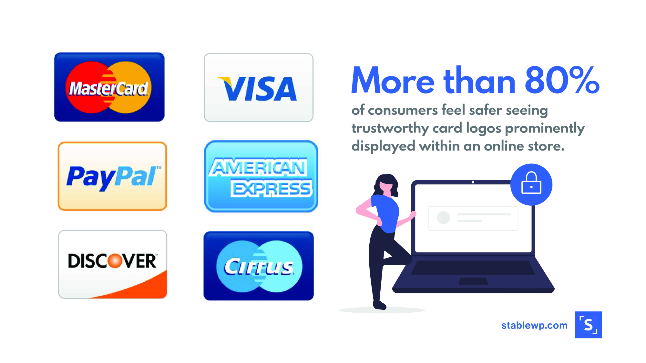 MasterCard
VISA
More than 80%
of consumers feel safer seeing
trustworthy card logos prominently
displayed within an online store.
PayPal™
AMERICAN
EXPRESS
DISCOVER
Cirrus
stablewp.com
S